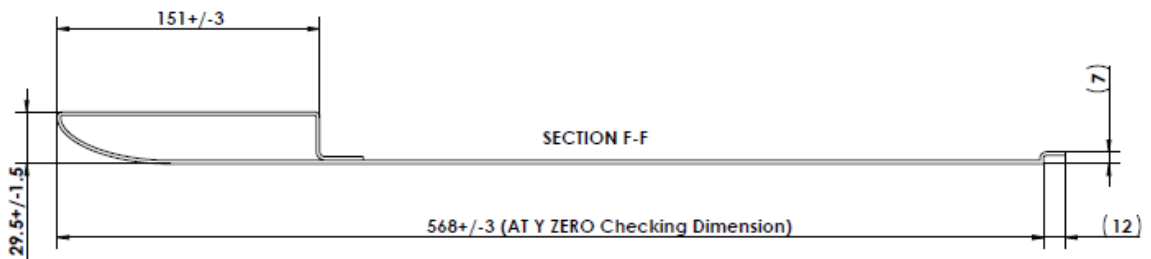 151+/-3
(7)
SECTION F-F
29.5+/-1.5
568+/-3 (AT Y ZERO Checking Dimension)
(12)